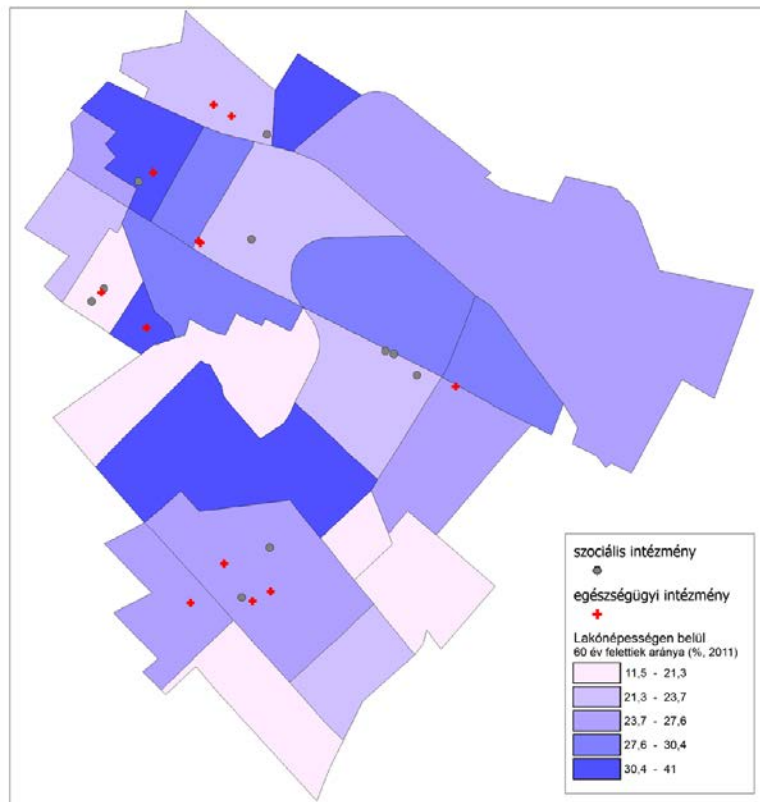 szociális intézmény
egészségügyi intézmény
Lakónépességen belül
60 év felettiek aránya (%, 2011)
11,5 - 21,3
21,3 - 23,7
23,7 - 27,6
27,6 - 30,4
30,4 - 41